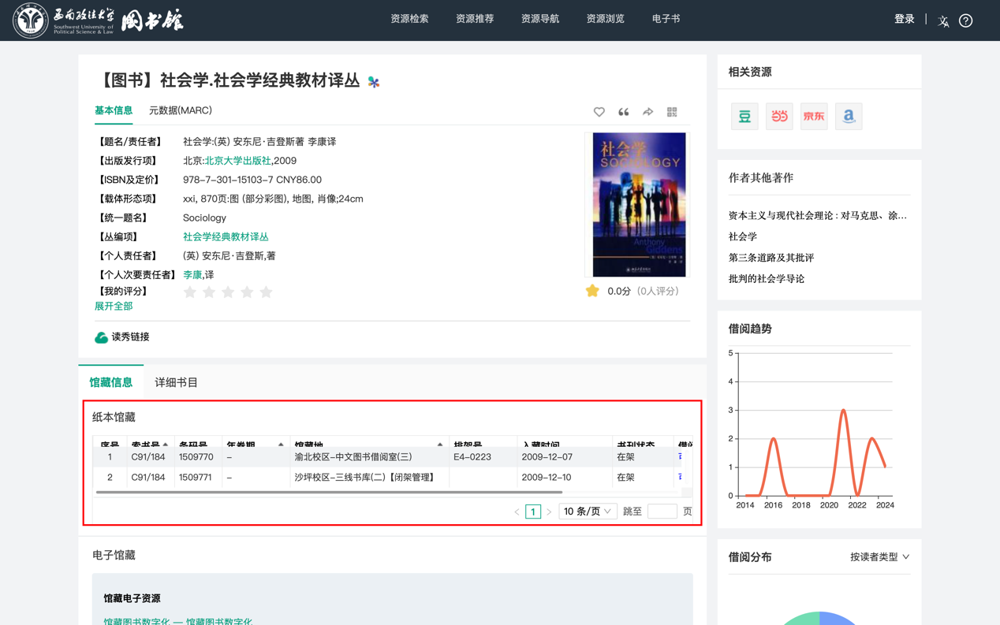 西南政法大学 图书馆
Southwest University of
Political Science & Law
资源检索 资源推荐 资源导航 资源浏览 电子书 登录
【图书】社会学.社会学经典教材译丛
基本信息 元数据(MARC)
【题名/责任者】 社会学:(英) 安东尼·吉登斯著 李康译
【出版发行项】 北京:北京大学出版社,2009
【ISBN及定价】 978-7-301-15103-7 CNY86.00
【载体形态项】 xxi, 870页:图 (部分彩图), 地图, 肖像;24cm
【统一题名】 Sociology
【丛编项】 社会学经典教材译丛
【个人责任者】 (英) 安东尼·吉登斯,著
【个人次要责任者】 李康,译
【我的评分】
展开全部
社会学
SOCIOLOGY
Anthony
Giddens
0.0分 (0人评分)
读秀链接
馆藏信息 详细书目
纸本馆藏
序号 索书号 条码号 年卷期 馆藏地 排架号 入藏时间 书刊状态
1 C91/184 1509770 – 渝北校区–中文图书借阅室(三) E4-0223 2009-12-07 在架
2 C91/184 1509771 – 沙坪校区–三线书库(二)【闭架管理】 2009-12-10 在架
< 1 > 10 条/页 跳至 页
电子馆藏
馆藏电子资源
馆藏图书数字化 — 馆藏图书数字化
相关资源
豆 当当 京东 a
作者其他著作
资本主义与现代社会理论 : 对马克思、涂...
社会学
第三条道路及其批评
批判的社会学导论
借阅趋势
5
4
3
2
1
0
2014 2016 2018 2020 2022 2024
借阅分布 按读者类型